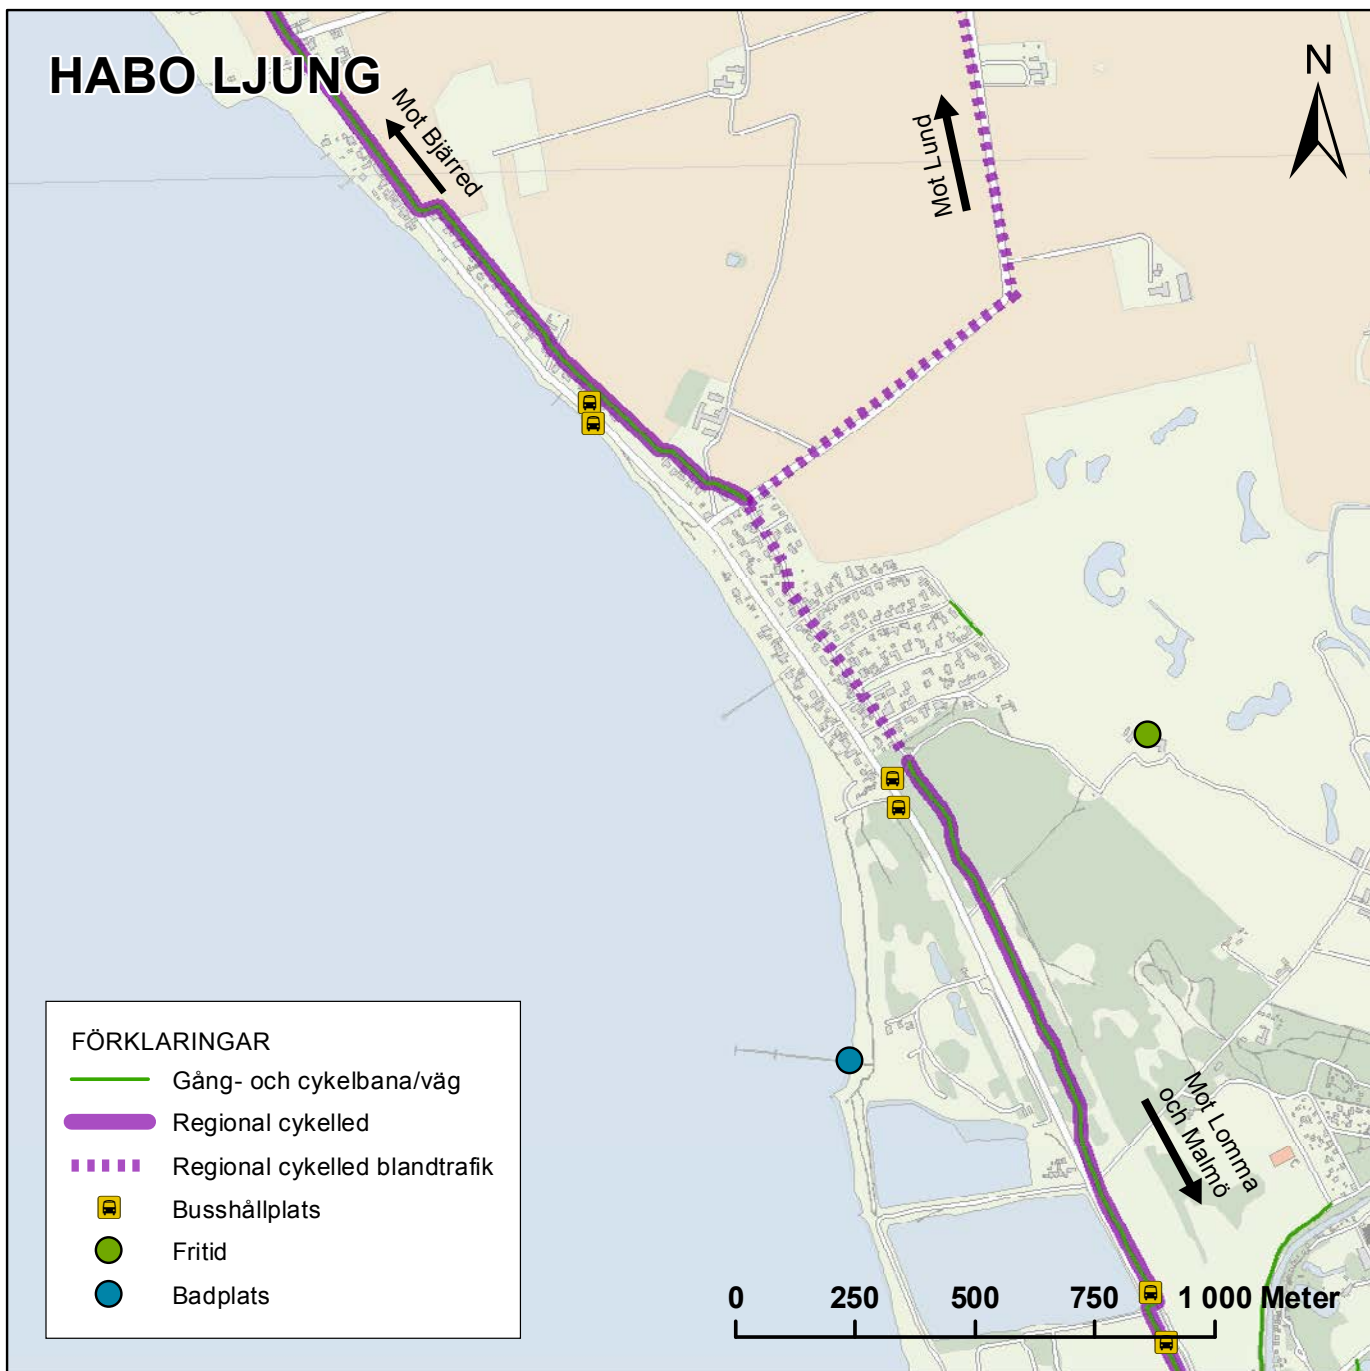 HABO LJUNG
N
Mot Bjärred
Mot Lund
Mot Lomma
och Malmö
FÖRKLARINGAR
Gång- och cykelbana/väg
Regional cykelled
Regional cykelled blandtrafik
Busshållplats
Fritid
Badplats
0 250 500 750 1 000 Meter